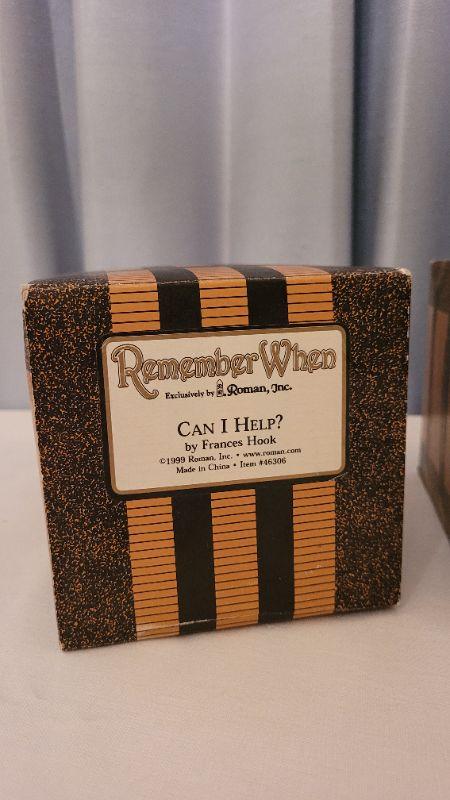 Remember When
Exclusively by Roman, Inc.
CAN I HELP?
by Frances Hook
©1999 Roman, Inc. • www.roman.com
Made in China • Item #46306